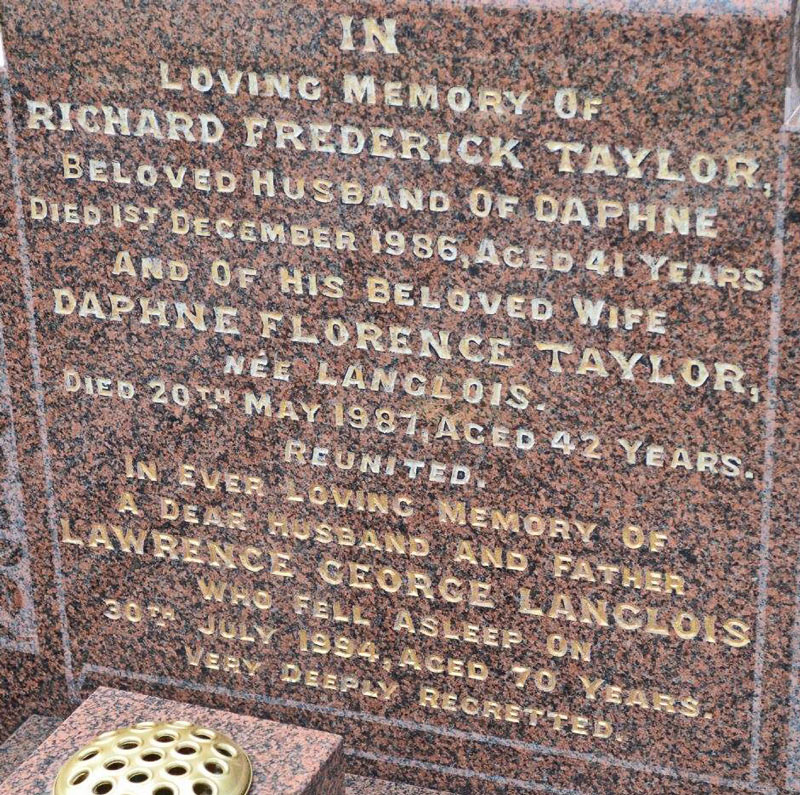 IN
LOVING MEMORY OF
RICHARD FREDERICK TAYLOR,
BELOVED HUSBAND OF DAPHNE
DIED 1ST DECEMBER 1986, AGED 41 YEARS
AND OF HIS BELOVED WIFE
DAPHNE FLORENCE TAYLOR,
NÉE LANGLOIS.
DIED 20TH MAY 1987, AGED 42 YEARS.
REUNITED.
IN EVER LOVING MEMORY OF
A DEAR HUSBAND AND FATHER
LAWRENCE GEORGE LANGLOIS
WHO FELL ASLEEP ON
30TH JULY 1994, AGED 70 YEARS.
VERY DEEPLY REGRETTED.